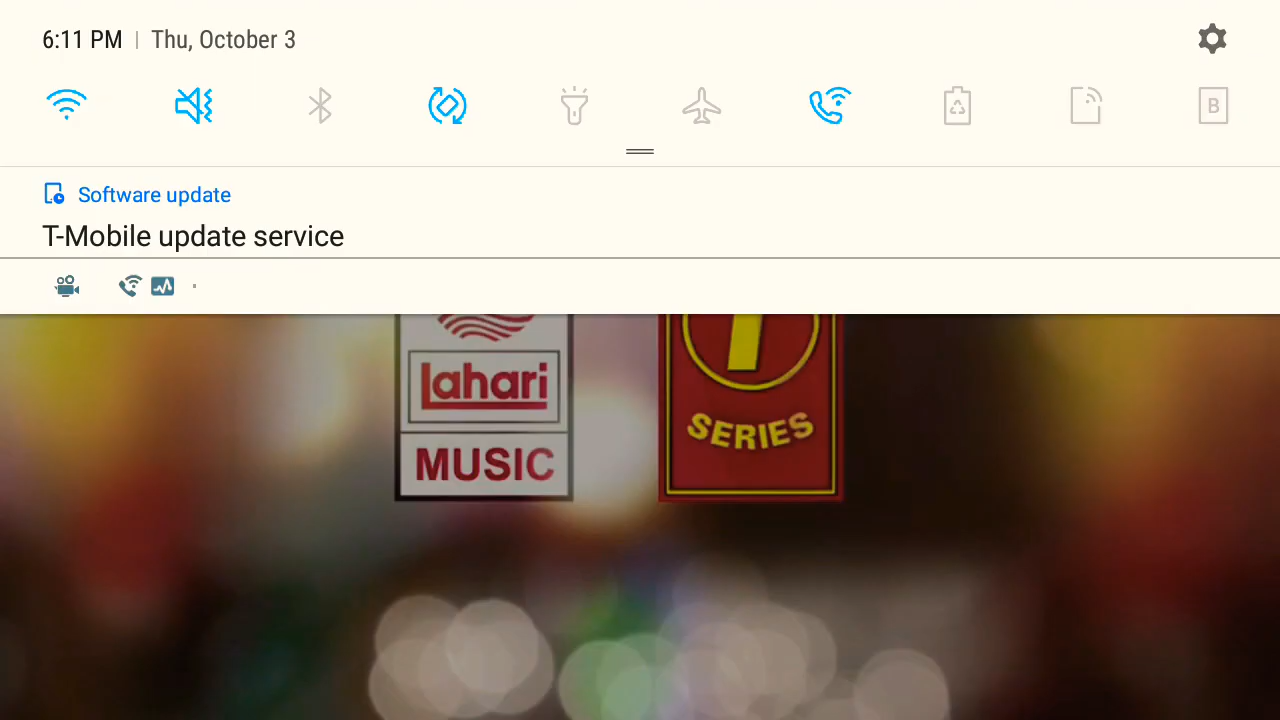 6:11 PM | Thu, October 3
B
Software update
T-Mobile update service
Lahari
MUSIC
T
SERIES